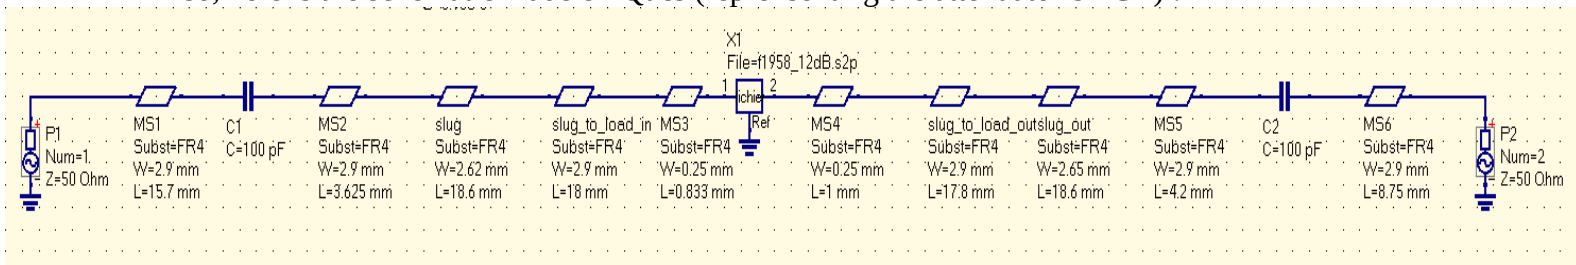 X1
File=f1958_12dB.s2p
1
2
Ref
P1
Num=1
Z=50 Ohm
MS1
Subst=FR4
W=2.9 mm
L=15.7 mm
C1
C=100 pF
MS2
Subst=FR4
W=2.9 mm
L=3.625 mm
slug
Subst=FR4
W=2.62 mm
L=18.6 mm
slug_to_load_in
Subst=FR4
W=2.9 mm
L=18 mm
MS3
Subst=FR4
W=0.25 mm
L=0.833 mm
MS4
Subst=FR4
W=0.25 mm
L=1 mm
slug_to_load_out
Subst=FR4
W=2.9 mm
L=17.8 mm
slug_out
Subst=FR4
W=2.65 mm
L=18.6 mm
MS5
Subst=FR4
W=2.9 mm
L=4.2 mm
C2
C=100 pF
MS6
Subst=FR4
W=2.9 mm
L=8.75 mm
P2
Num=2
Z=50 Ohm